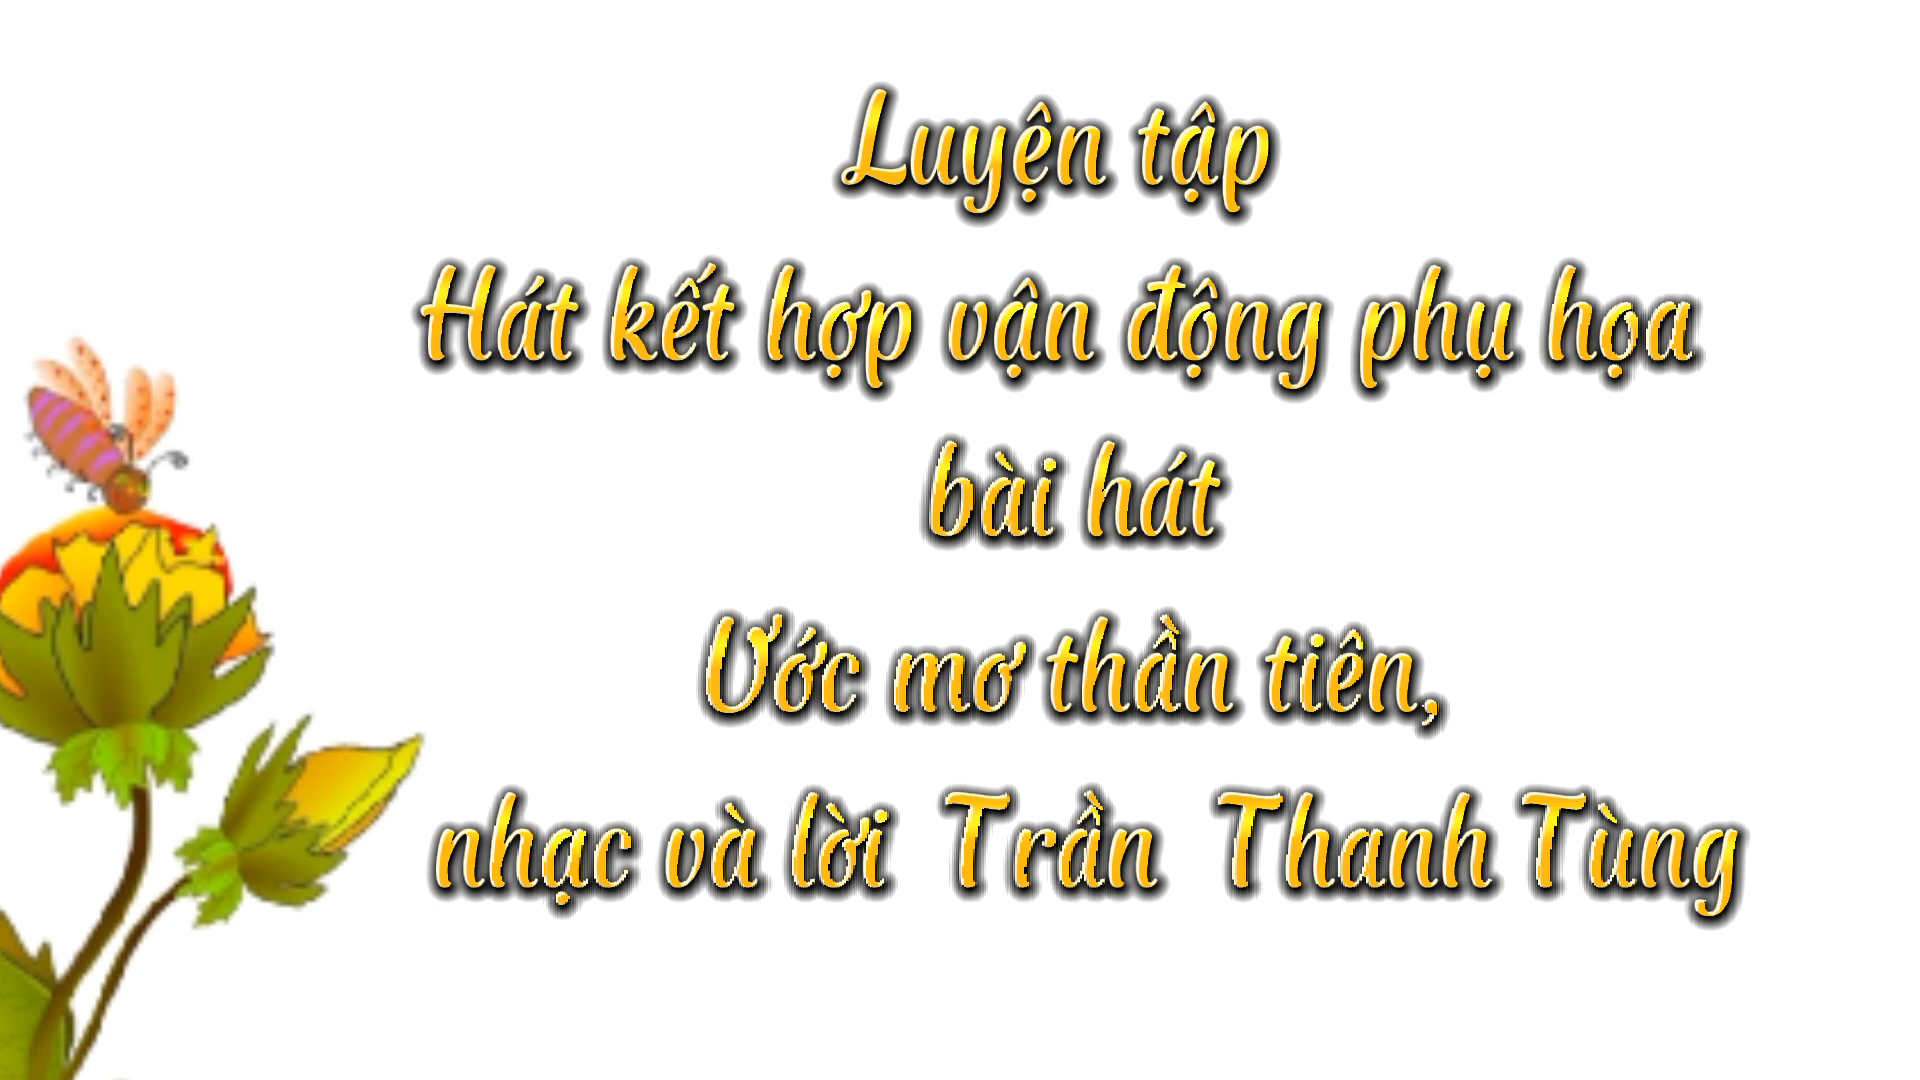 Luyện tập
Hát kết hợp vận động phụ họa
bài hát
Ước mơ thần tiên,
nhạc và lời Trần Thanh Tùng